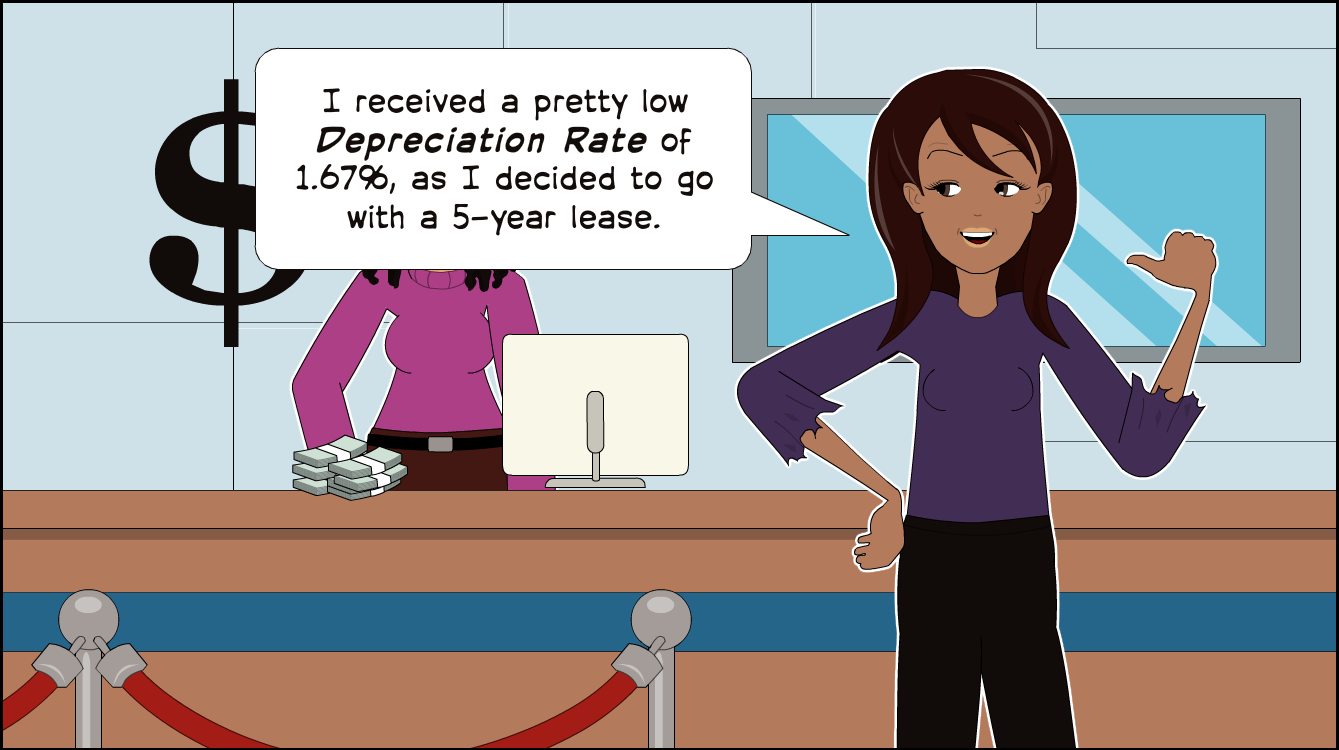 $
I received a pretty low
Depreciation Rate of
1.67%, as I decided to go
with a 5-year lease.